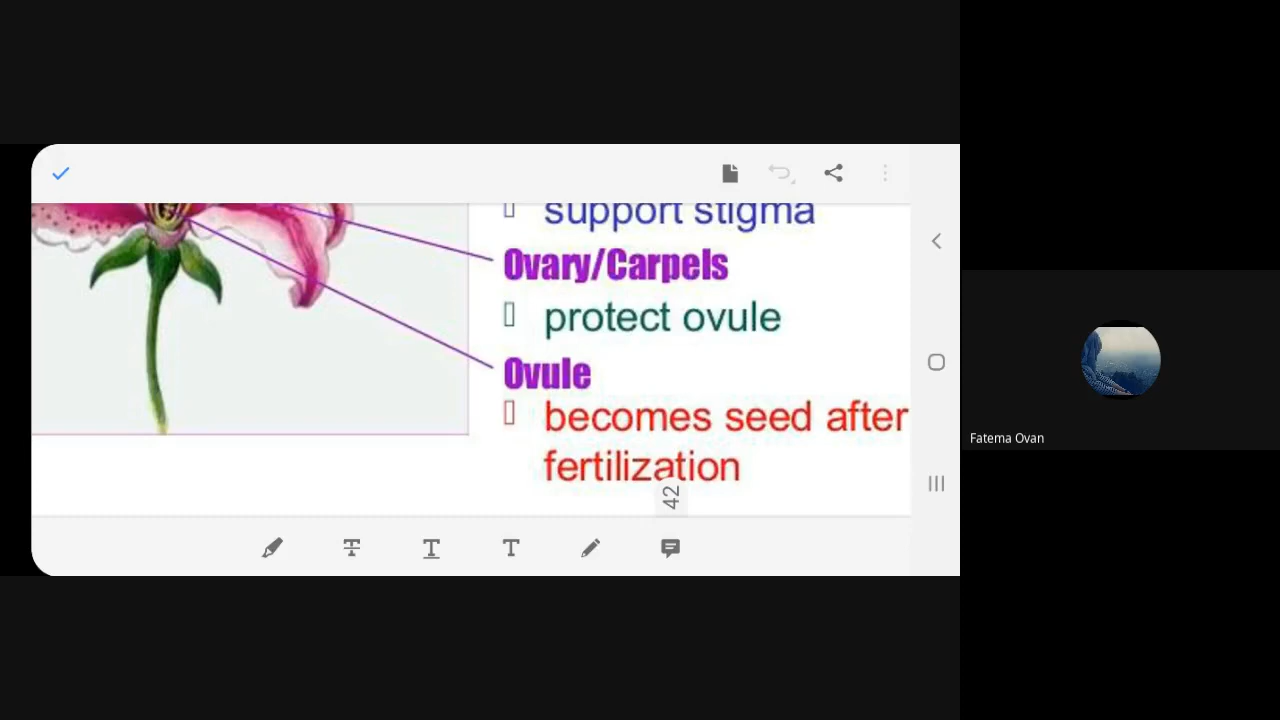 support stigma
Ovary/Carpels
protect ovule
Ovule
becomes seed after
fertilization
42
Fatema Ovan